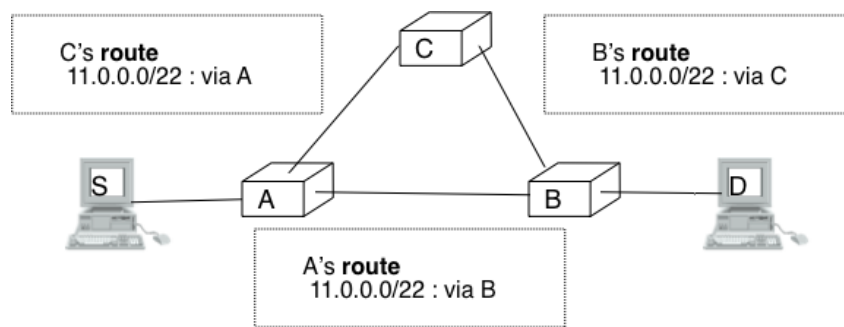 C's route
11.0.0.0/22 : via A
C
B's route
11.0.0.0/22 : via C
S
A
B
D
A's route
11.0.0.0/22 : via B